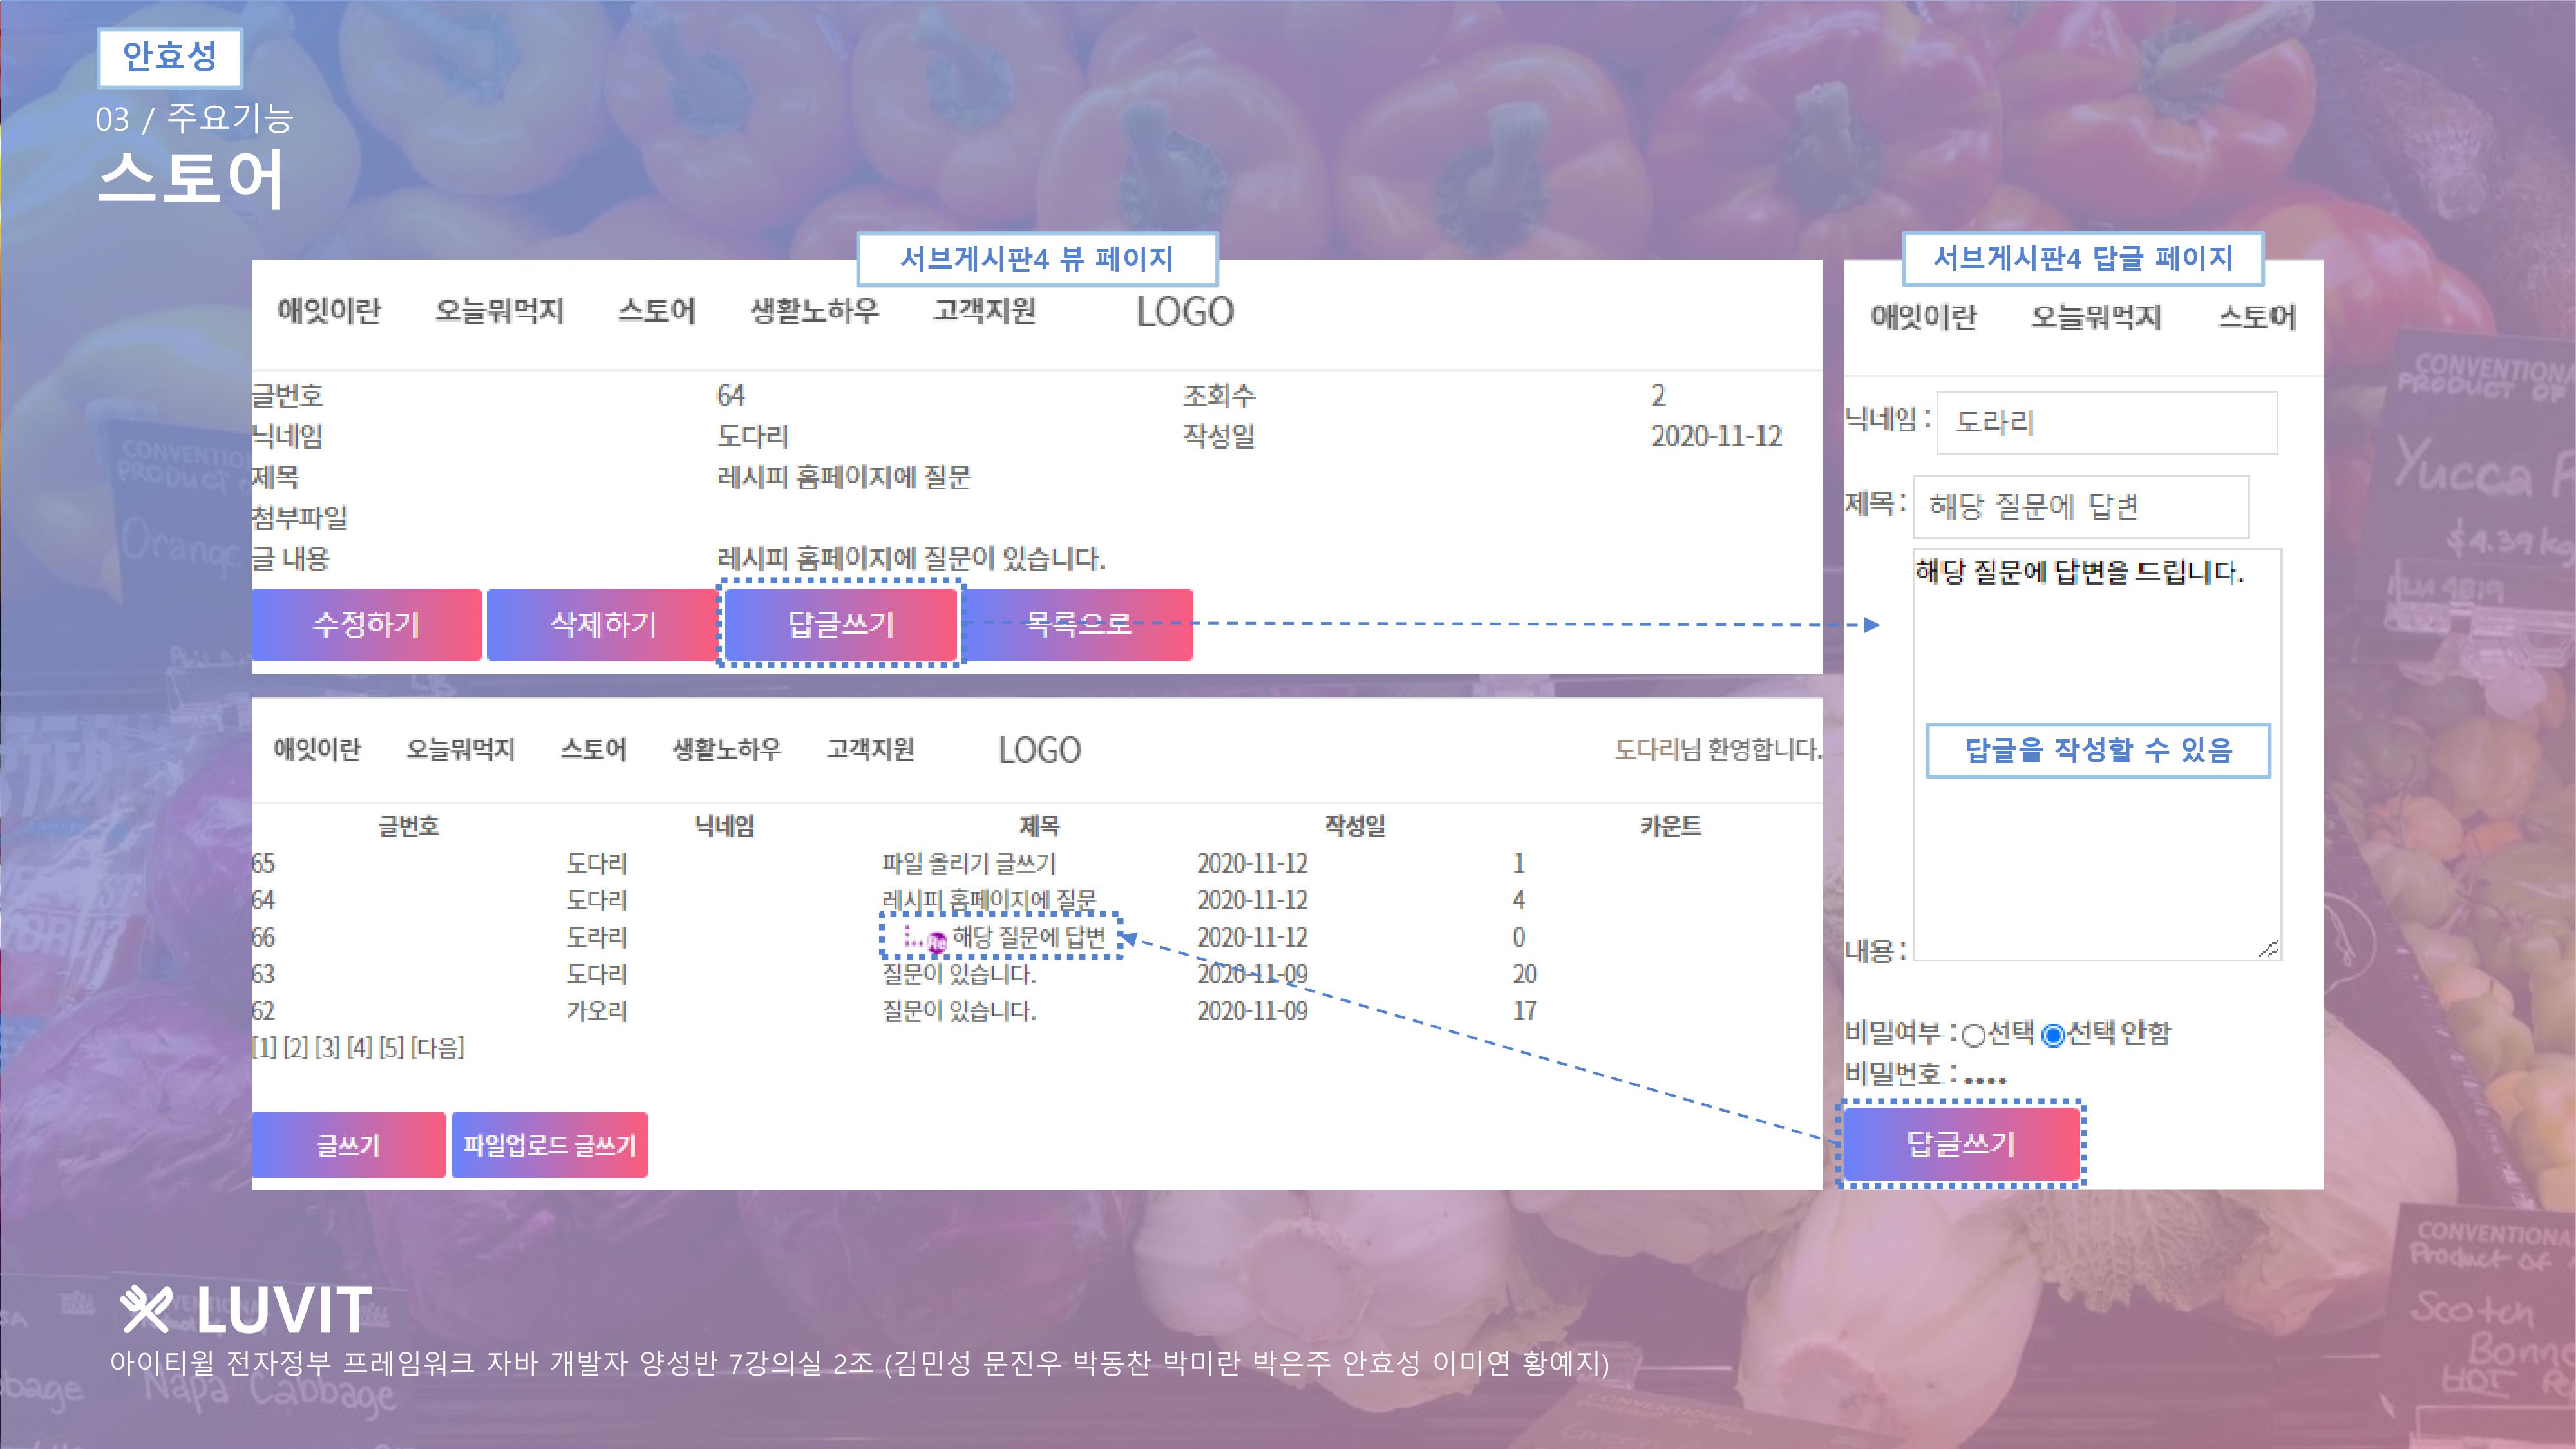 안효성
03 / 주요기능
스토어
서브게시판4 뷰 페이지
애잇이란 오늘뭐먹지 스토어 생활노하우 고객지원 LOGO
글번호 64 조회수 2
닉네임 도다리 작성일 2020-11-12
제목 레시피 홈페이지에 질문
첨부파일
글 내용 레시피 홈페이지에 질문이 있습니다.
수정하기 삭제하기 답글쓰기 목록으로
애잇이란 오늘뭐먹지 스토어 생활노하우 고객지원 LOGO 도다리님 환영합니다.
글번호 닉네임 제목 작성일 카운트
65 도다리 파일 올리기 글쓰기 2020-11-12 1
64 도다리 레시피 홈페이지에 질문 2020-11-12 4
66 도라리 Re 해당 질문에 답변 2020-11-12 0
63 도다리 질문이 있습니다. 2020-11-09 20
62 가오리 질문이 있습니다. 2020-11-09 17
[1] [2] [3] [4] [5] [다음]
글쓰기 파일업로드 글쓰기
서브게시판4 답글 페이지
애잇이란 오늘뭐먹지 스토어
닉네임 : 도라리
제목 : 해당 질문에 답변
해당 질문에 답변을 드립니다.
답글을 작성할 수 있음
내용 :
비밀여부 : 선택 선택 안함
비밀번호 : ••••
답글쓰기
CONVENTIONA
PRODUCT OF
Yucca
$4.39 kg
PLU 4819
Orange
CONVENTIONA
Product of
Scotch
Bonn
HOT
Napa Cabbage
LUVIT
아이티윌 전자정부 프레임워크 자바 개발자 양성반 7강의실 2조 (김민성 문진우 박동찬 박미란 박은주 안효성 이미연 황예지)